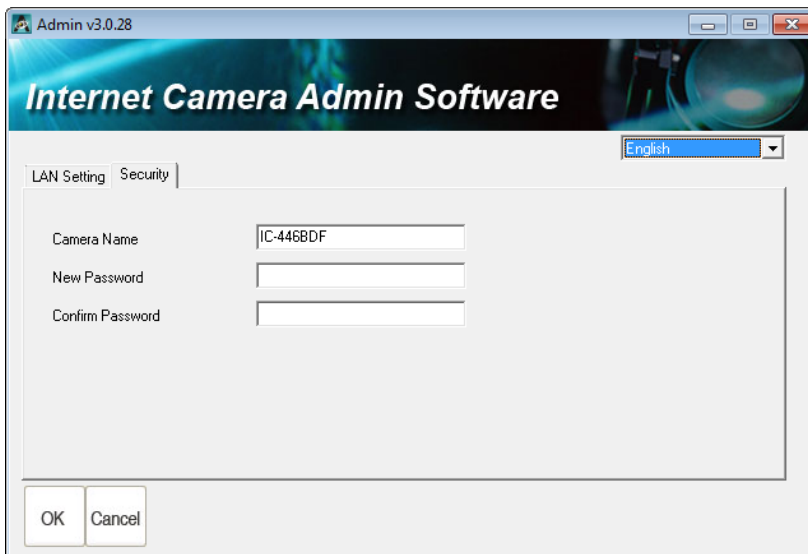 Admin v3.0.28
Internet Camera Admin Software
English
LAN Setting Security
Camera Name IC-446BDF
New Password
Confirm Password
OK Cancel